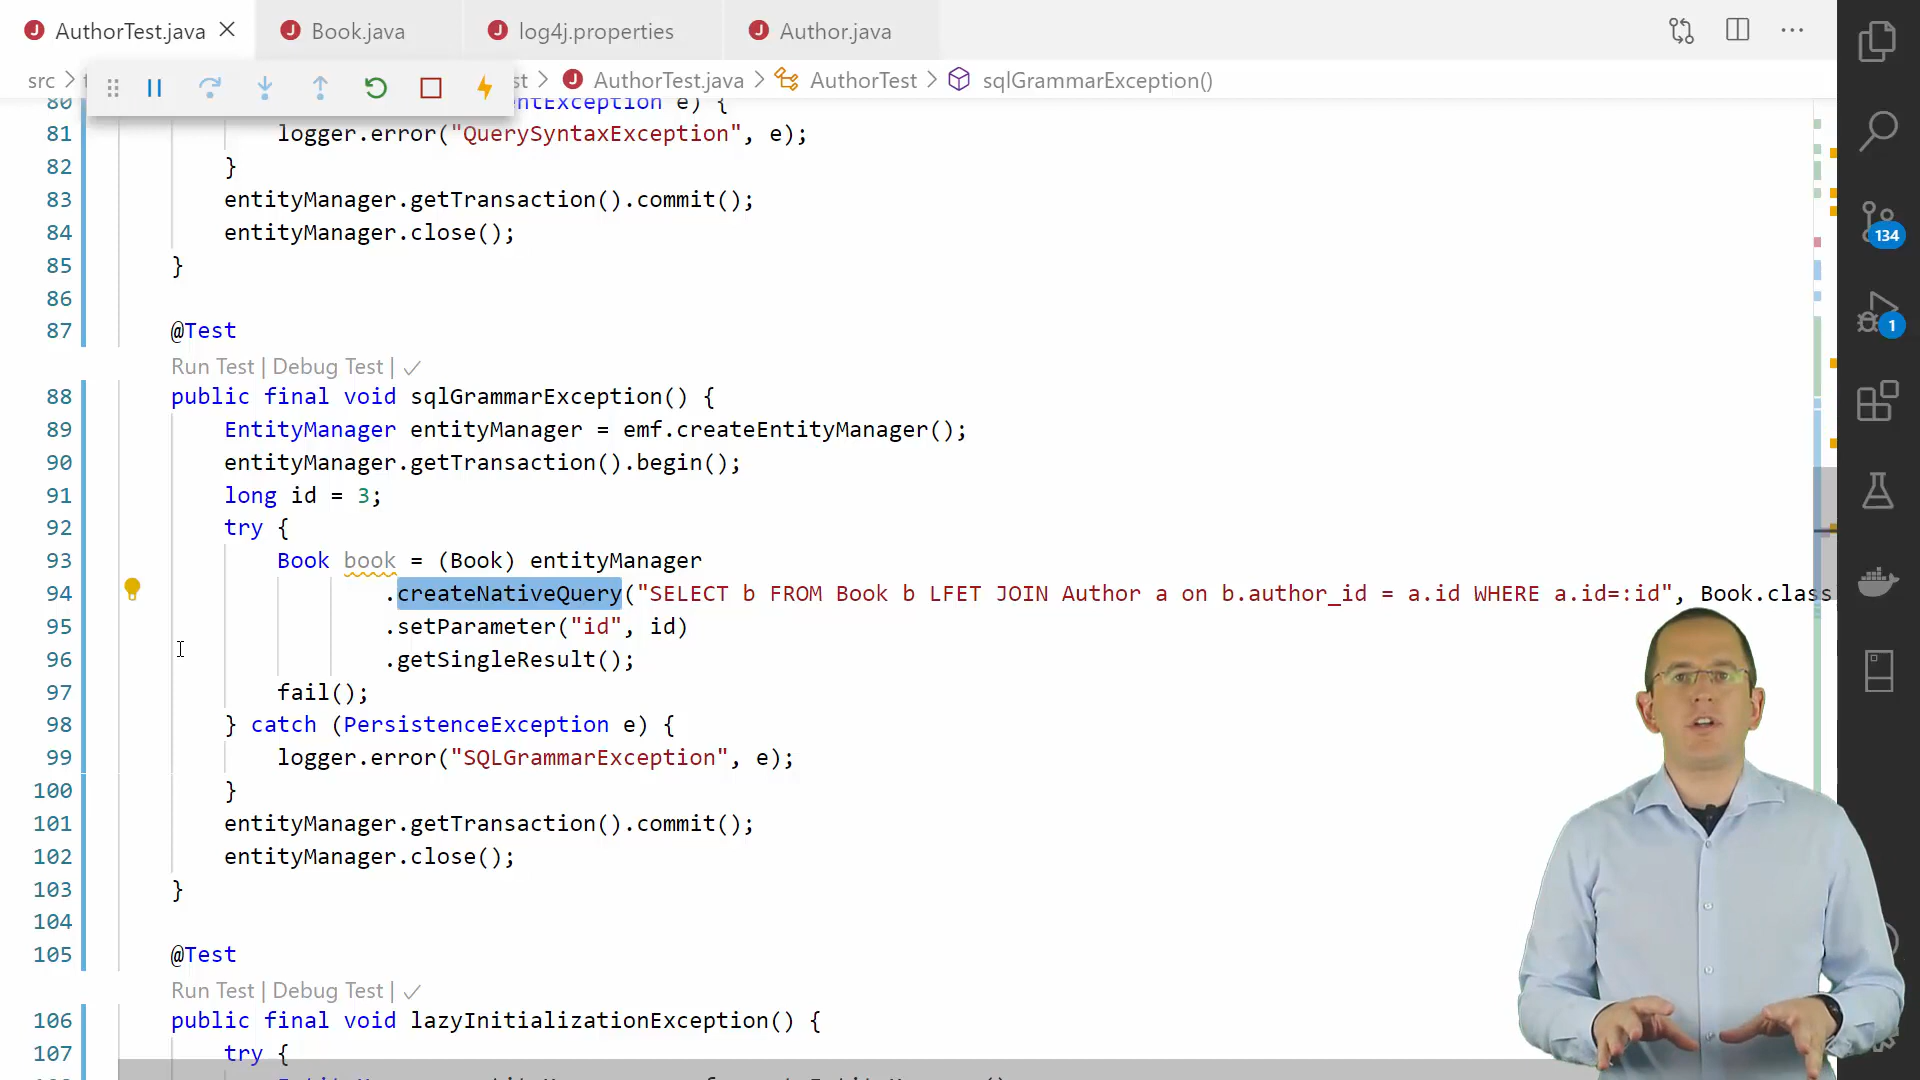 AuthorTest.java
Book.java
log4j.properties
Author.java
src > AuthorTest.java > AuthorTest > sqlGrammarException()
80 ntException e) {
81 logger.error("QuerySyntaxException", e);
82 }
83 entityManager.getTransaction().commit();
84 entityManager.close();
85 }
86
87 @Test
Run Test | Debug Test | ✓
88 public final void sqlGrammarException() {
89 EntityManager entityManager = emf.createEntityManager();
90 entityManager.getTransaction().begin();
91 long id = 3;
92 try {
93 Book book = (Book) entityManager
94 .createNativeQuery("SELECT b FROM Book b LFET JOIN Author a on b.author_id = a.id WHERE a.id=:id", Book.class
95 .setParameter("id", id)
96 .getSingleResult();
97 fail();
98 } catch (PersistenceException e) {
99 logger.error("SQLGrammarException", e);
100 }
101 entityManager.getTransaction().commit();
102 entityManager.close();
103 }
104
105 @Test
Run Test | Debug Test | ✓
106 public final void lazyInitializationException() {
107 try {
134
1